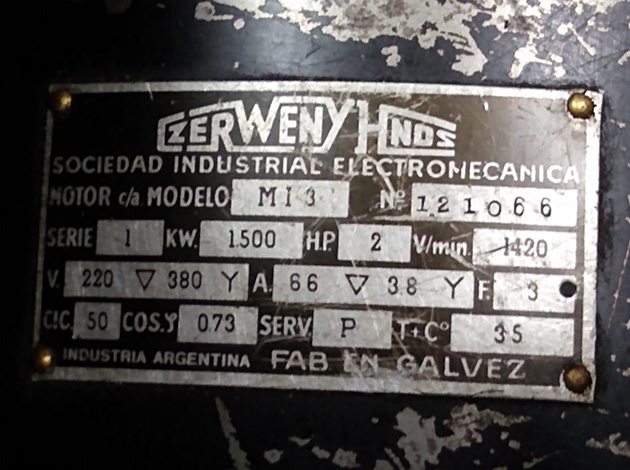 CZERWENY HNOS
SOCIEDAD INDUSTRIAL ELECTROMECANICA
MOTOR c/a MODELO MI3 Nº 121066
SERIE 1 KW. 1.500 HP. 2 V/min. 1420
V. 220 ▽ 380 Y A. 66 ▽ 38 Y F. 3
C!C. 50 COS.φ 073 SERV. P T+Cº 35
INDUSTRIA ARGENTINA FAB EN GALVEZ